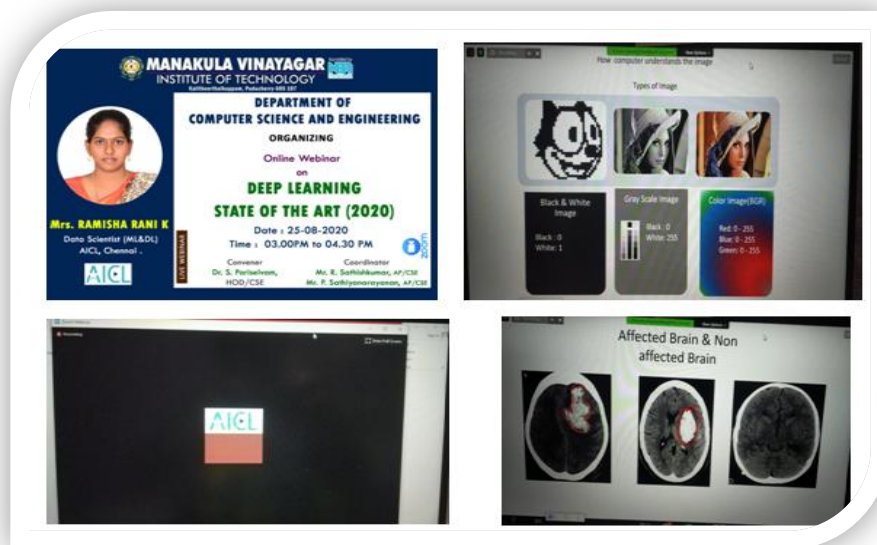 MANAKULA VINAYAGAR
INSTITUTE OF TECHNOLOGY
DEPARTMENT OF
COMPUTER SCIENCE AND ENGINEERING
ORGANIZING
Online Webinar
on
DEEP LEARNING
STATE OF THE ART (2020)
Date : 25-08-2020
Time : 03.00PM to 04.30 PM
Convener
Dr. S. Pariselvam,
HOD/CSE
Coordinator
Mr. R. Sathishkumar, AP/CSE
Mr. P. Sathiyanarayanan, AP/CSE
Mrs. RAMISHA RANI K
Data Scientist (ML&DL)
AICL, Chennai .
AICL
LIVE WEBINAR
zoom
How computer understands the image
Types of Image
Black & White
Image
Black : 0
White: 1
Gray Scale Image
Black : 0
White: 255
Color Image(BGR)
Red: 0 - 255
Blue: 0 - 255
Green: 0 - 255
AICL
Affected Brain & Non
affected Brain